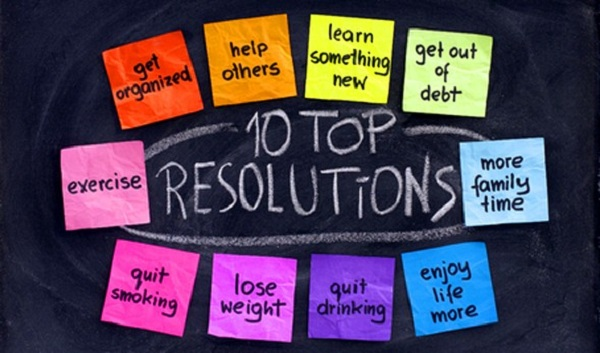 get
organized
help
others
learn
something
new
get out
of
debt
10 TOP
RESOLUTIONS
exercise
more
family
time
quit
smoking
lose
weight
quit
drinking
enjoy
life
more